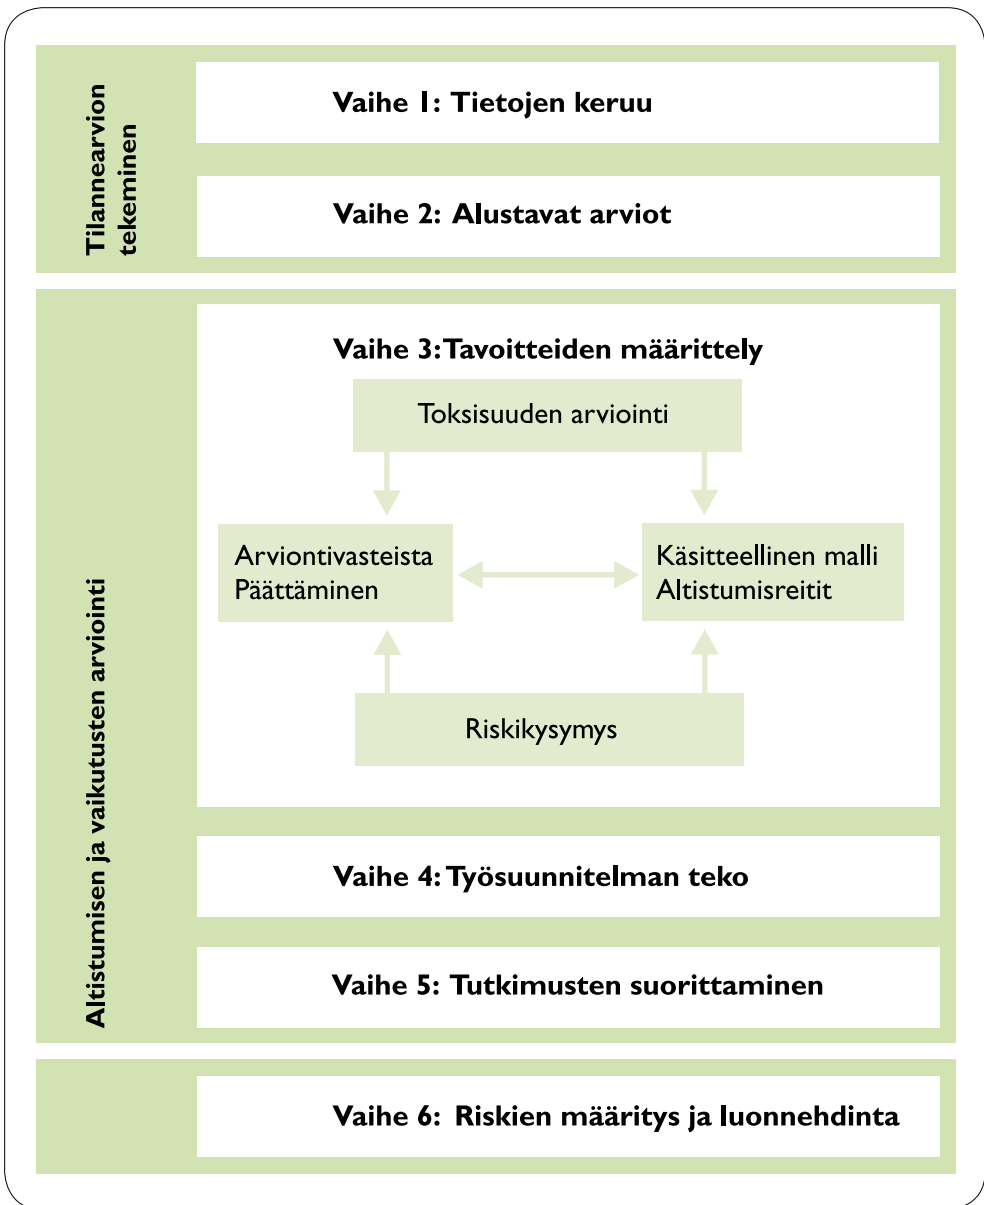 Tilannearvion
tekeminen
Vaihe 1: Tietojen keruu
Vaihe 2: Alustavat arviot
Altistumisen ja vaikutusten arviointi
Vaihe 3: Tavoitteiden määrittely
Toksisuuden arviointi
Arviontivasteista
Päättäminen
Käsitteellinen malli
Altistumisreitit
Riskikysymys
Vaihe 4: Työsuunnitelman teko
Vaihe 5: Tutkimusten suorittaminen
Vaihe 6: Riskien määritys ja luonnehdinta